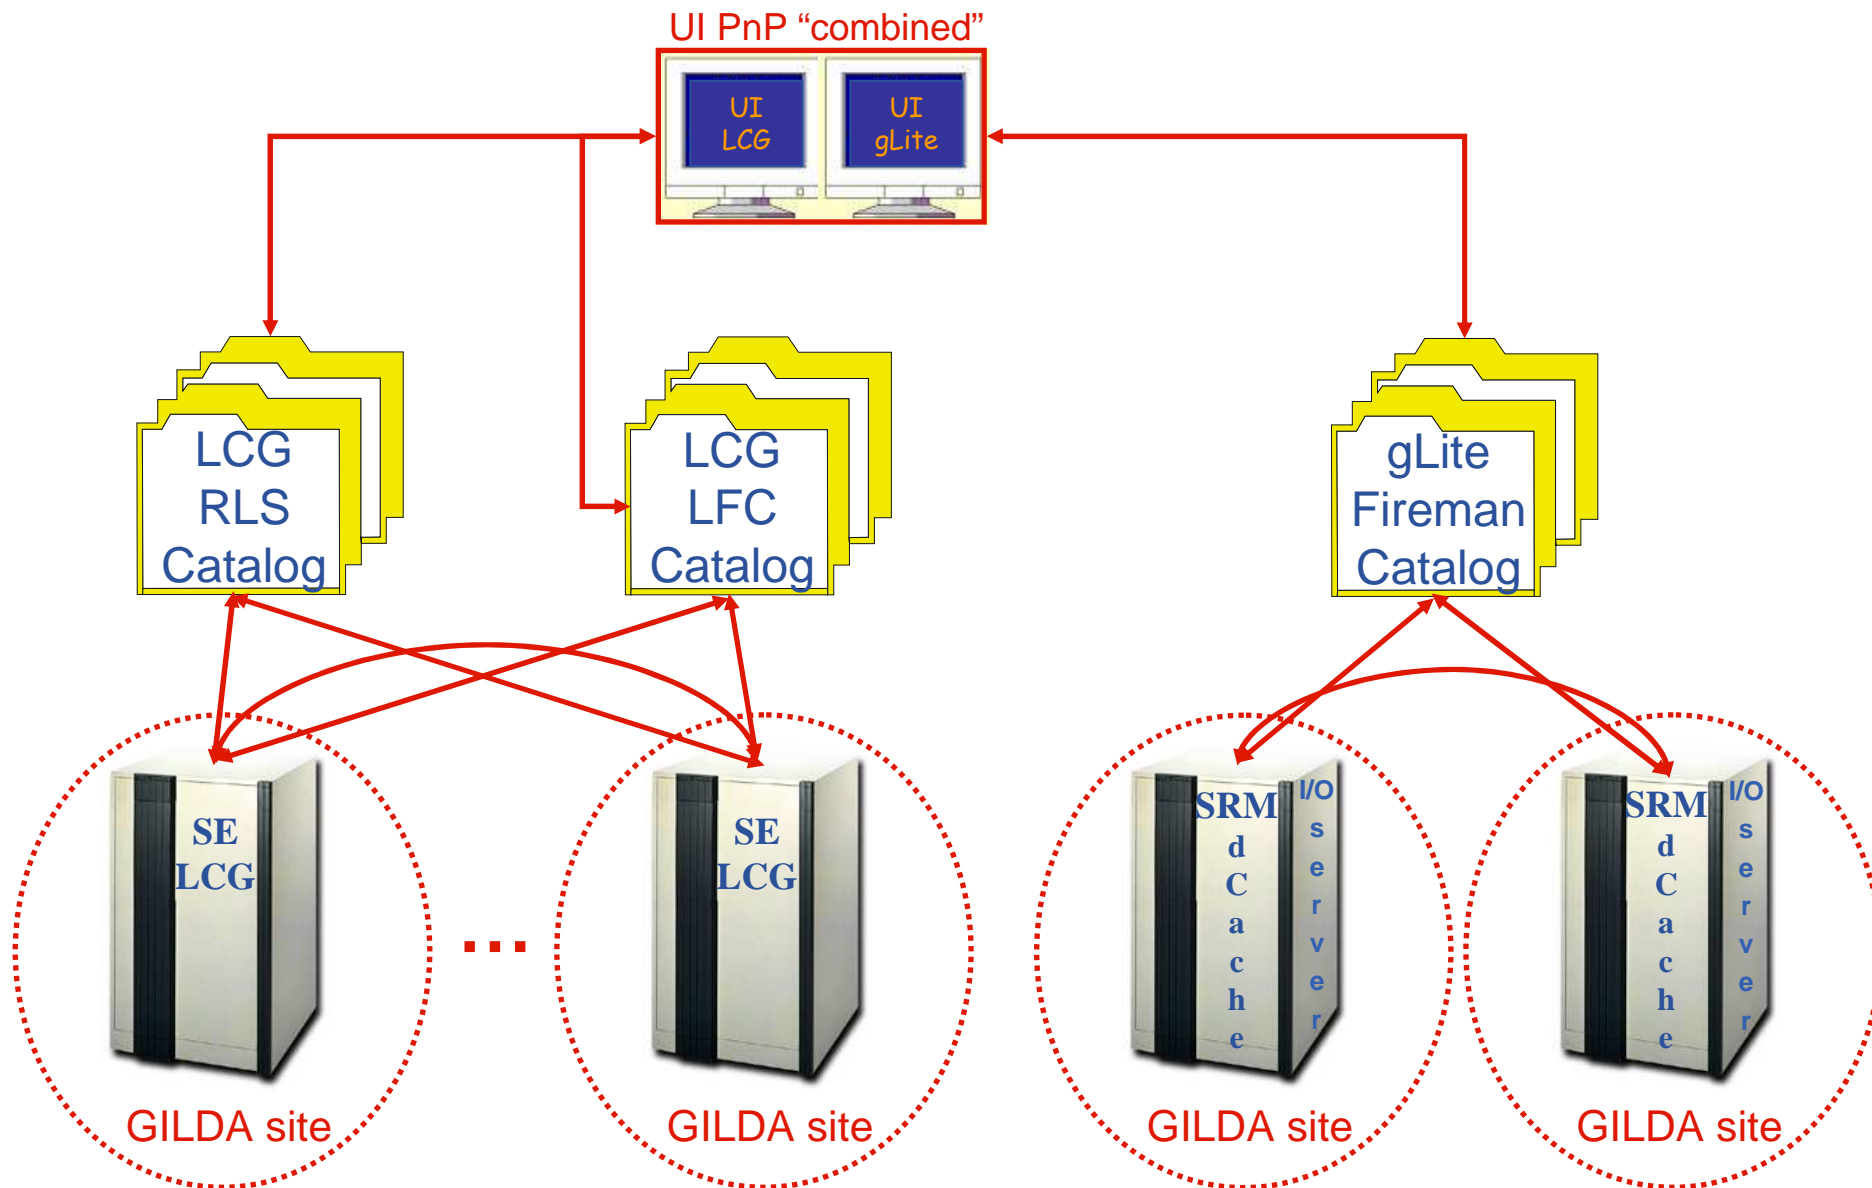 UI PnP “combined”
UI
LCG
UI
gLite
LCG
RLS
Catalog
LCG
LFC
Catalog
gLite
Fireman
Catalog
SE
LCG
SE
LCG
SRM
d
C
a
c
h
e
I/O
s
e
r
v
e
r
SRM
d
C
a
c
h
e
I/O
s
e
r
v
e
r
...
GILDA site
GILDA site
GILDA site
GILDA site